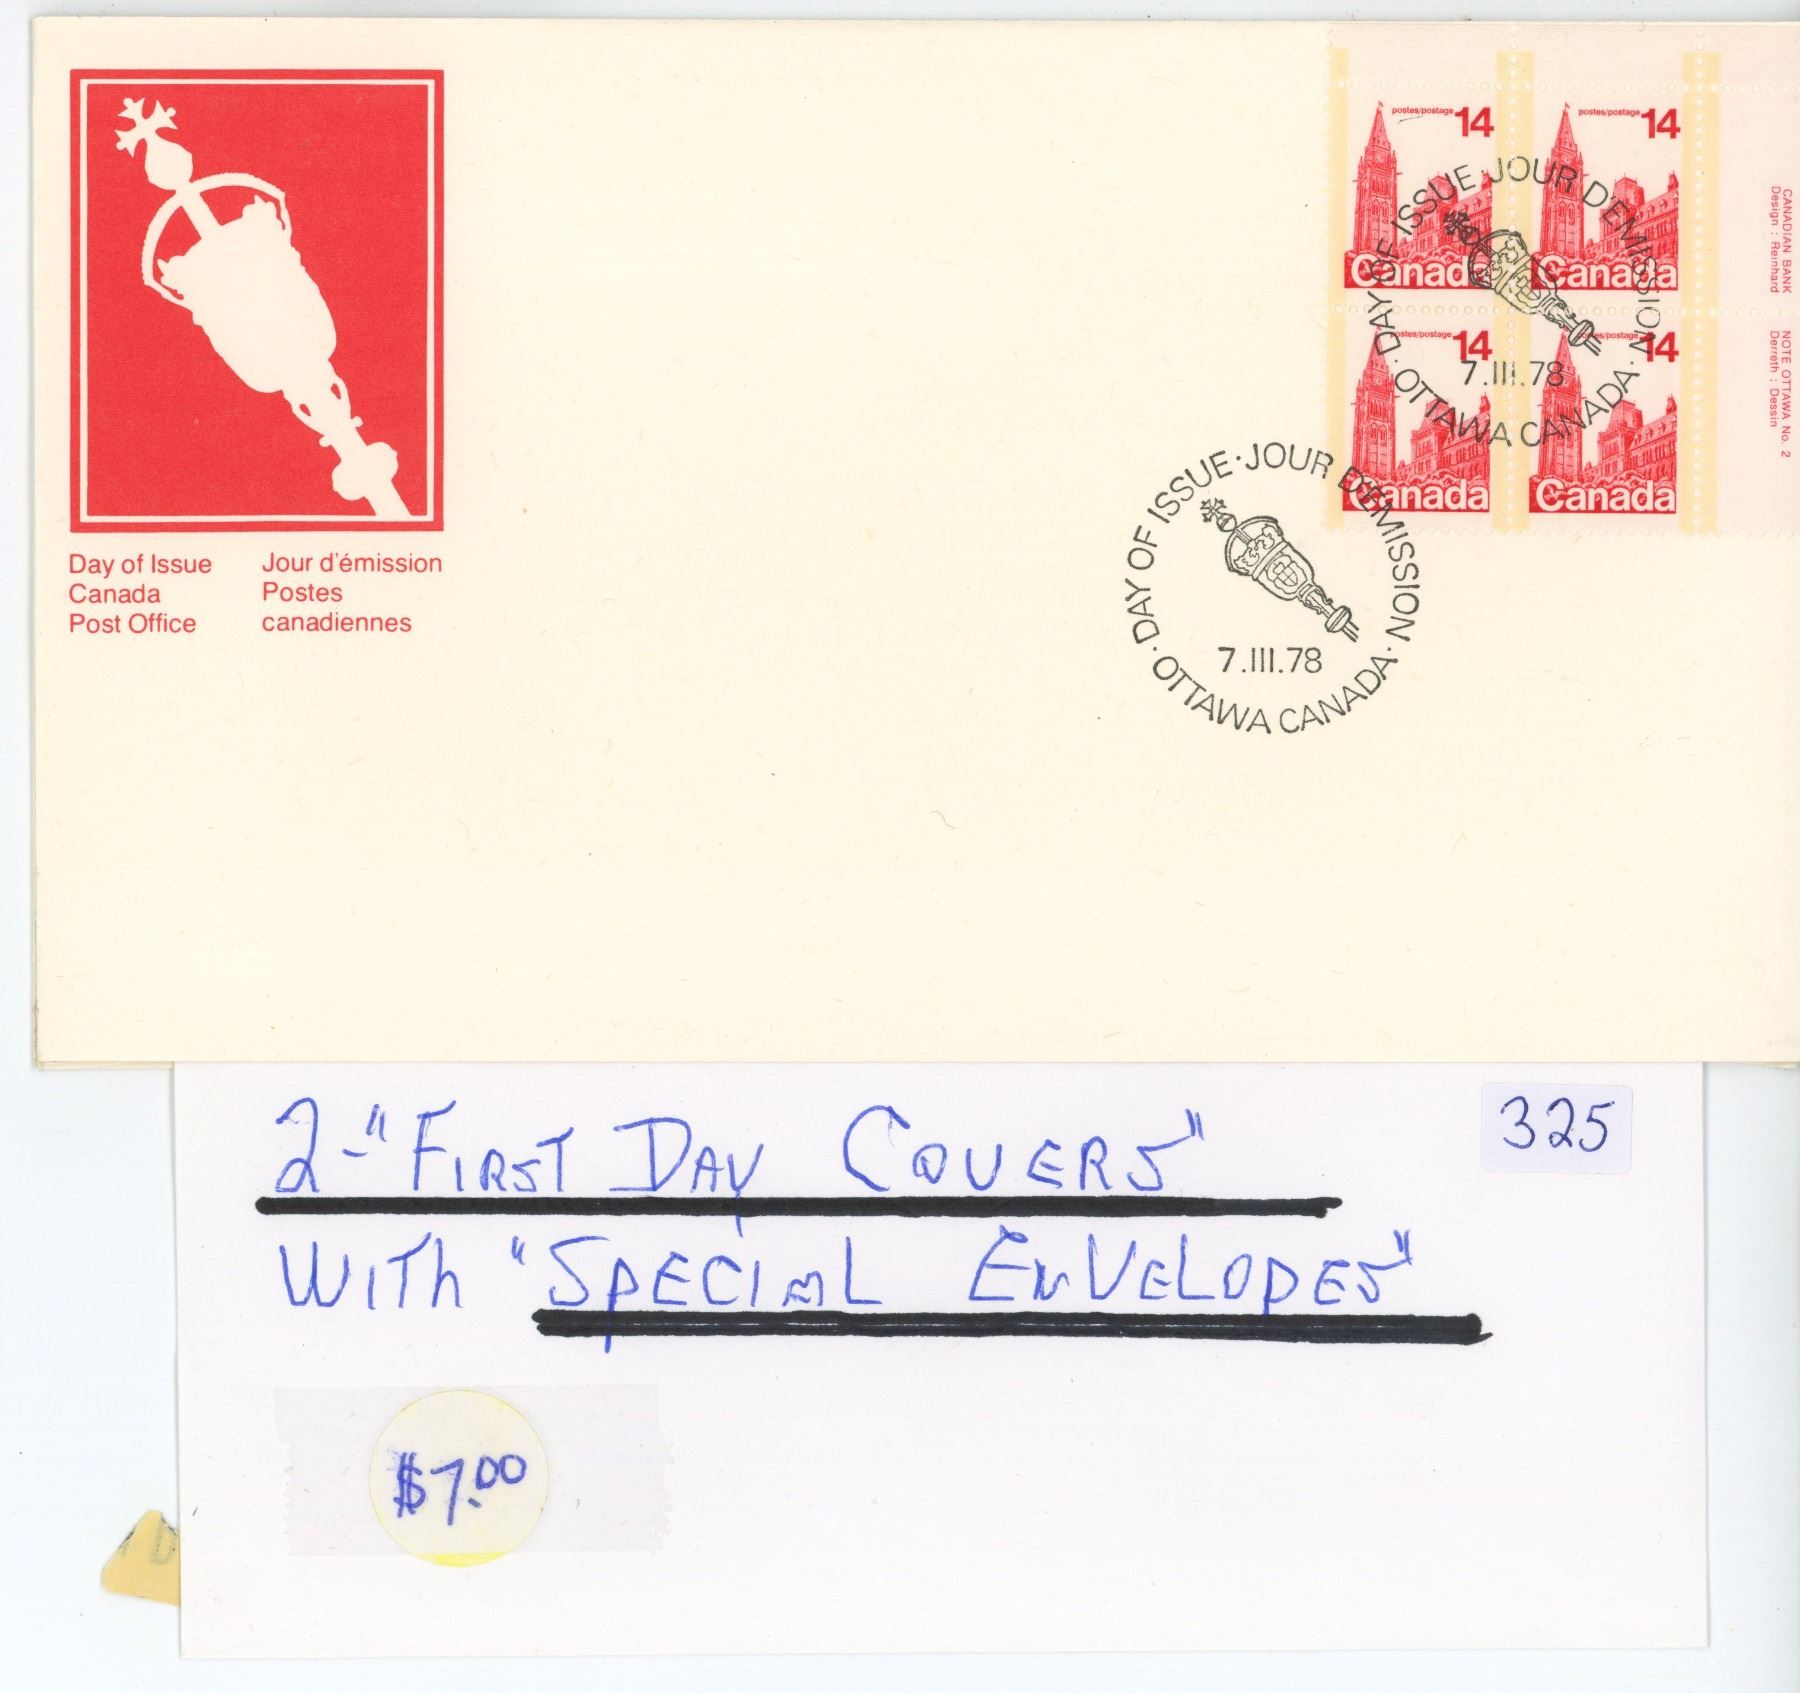 Day of Issue
Canada
Post Office
Jour d'émission
Postes
canadiennes
postes/postage 14
Canada
postes/postage 14
Canada
postes/postage 14
Canada
postes/postage 14
Canada
CANADIAN BANK NOTE OTTAWA No. 2
Design : Reinhard Derreth : Dessin
DAY OF ISSUE · JOUR D'ÉMISSION · OTTAWA CANADA ·
7.III.78
DAY OF ISSUE · JOUR D'ÉMISSION · OTTAWA CANADA ·
7.III.78
325
2-"FIRST DAY COVERS"
WITH "SPECIAL ENVELOPES"
$7.00